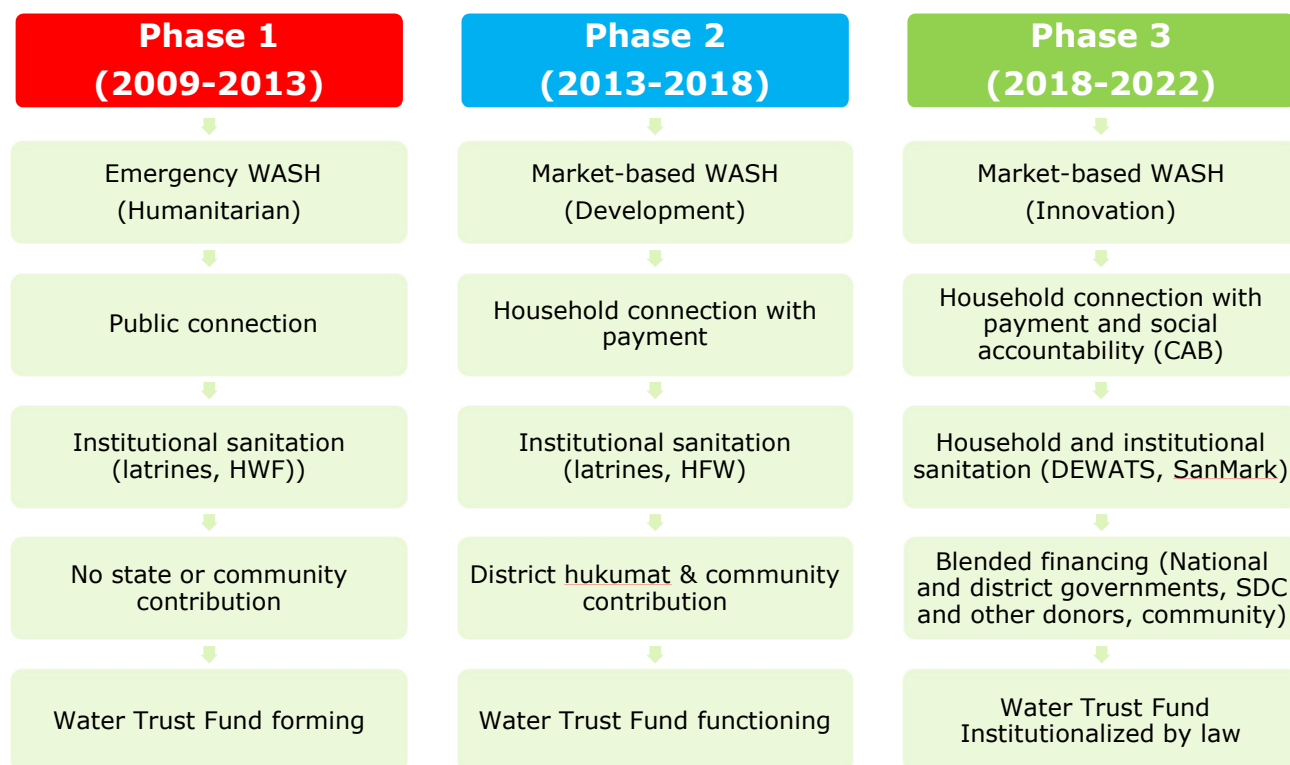 Phase 1
(2009-2013)
Emergency WASH
(Humanitarian)
Public connection
Institutional sanitation
(latrines, HWF))
No state or community
contribution
Water Trust Fund forming
Phase 2
(2013-2018)
Market-based WASH
(Development)
Household connection with
payment
Institutional sanitation
(latrines, HFW)
District hukumat & community
contribution
Water Trust Fund functioning
Phase 3
(2018-2022)
Market-based WASH
(Innovation)
Household connection with
payment and social
accountability (CAB)
Household and institutional
sanitation (DEWATS, SanMark)
Blended financing (National
and district governments, SDC
and other donors, community)
Water Trust Fund
Institutionalized by law